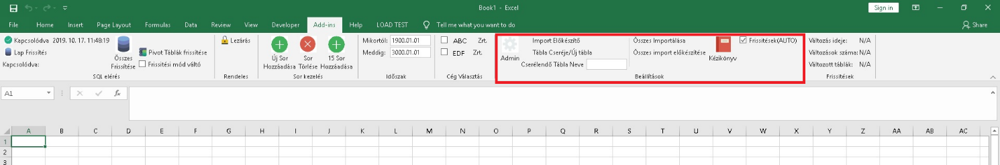 Book1 - Excel
Sign in
File Home Insert Page Layout Formulas Data Review View Developer Add-ins Help LOAD TEST Tell me what you want to do Share
Kapcsolódva 2019. 10. 17. 11:48:19
Lap Frissítés
Kapcsolódva:
Összes
Frissítése
Pivot Táblák frissítése
Frissitési mód váltó
SQL elérés
Lezárás
Rendeles
Új Sor
Hozzáadása
Sor
Törlése
15 Sor
Hozzáadása
Sor kezelés
Mikortól: 1900.01.01
Meddig: 3000.01.01
Időszak
ABC Zrt.
EDF Zrt.
Cég Választás
Admin
Import Előkészítő
Tábla Cseréje/Új tábla
Cserélendő Tábla Neve
Összes Importálása
Összes import előkészítése
Kézikönyv
Frissitések(AUTO)
Beállítások
Változás ideje: N/A
Változások száma: N/A
Változott táblák: N/A
Frissítések
A1
fx
A B C D E F G H I J K L M N O P Q R S T U V W X Y Z AA AB AC
1
2
3